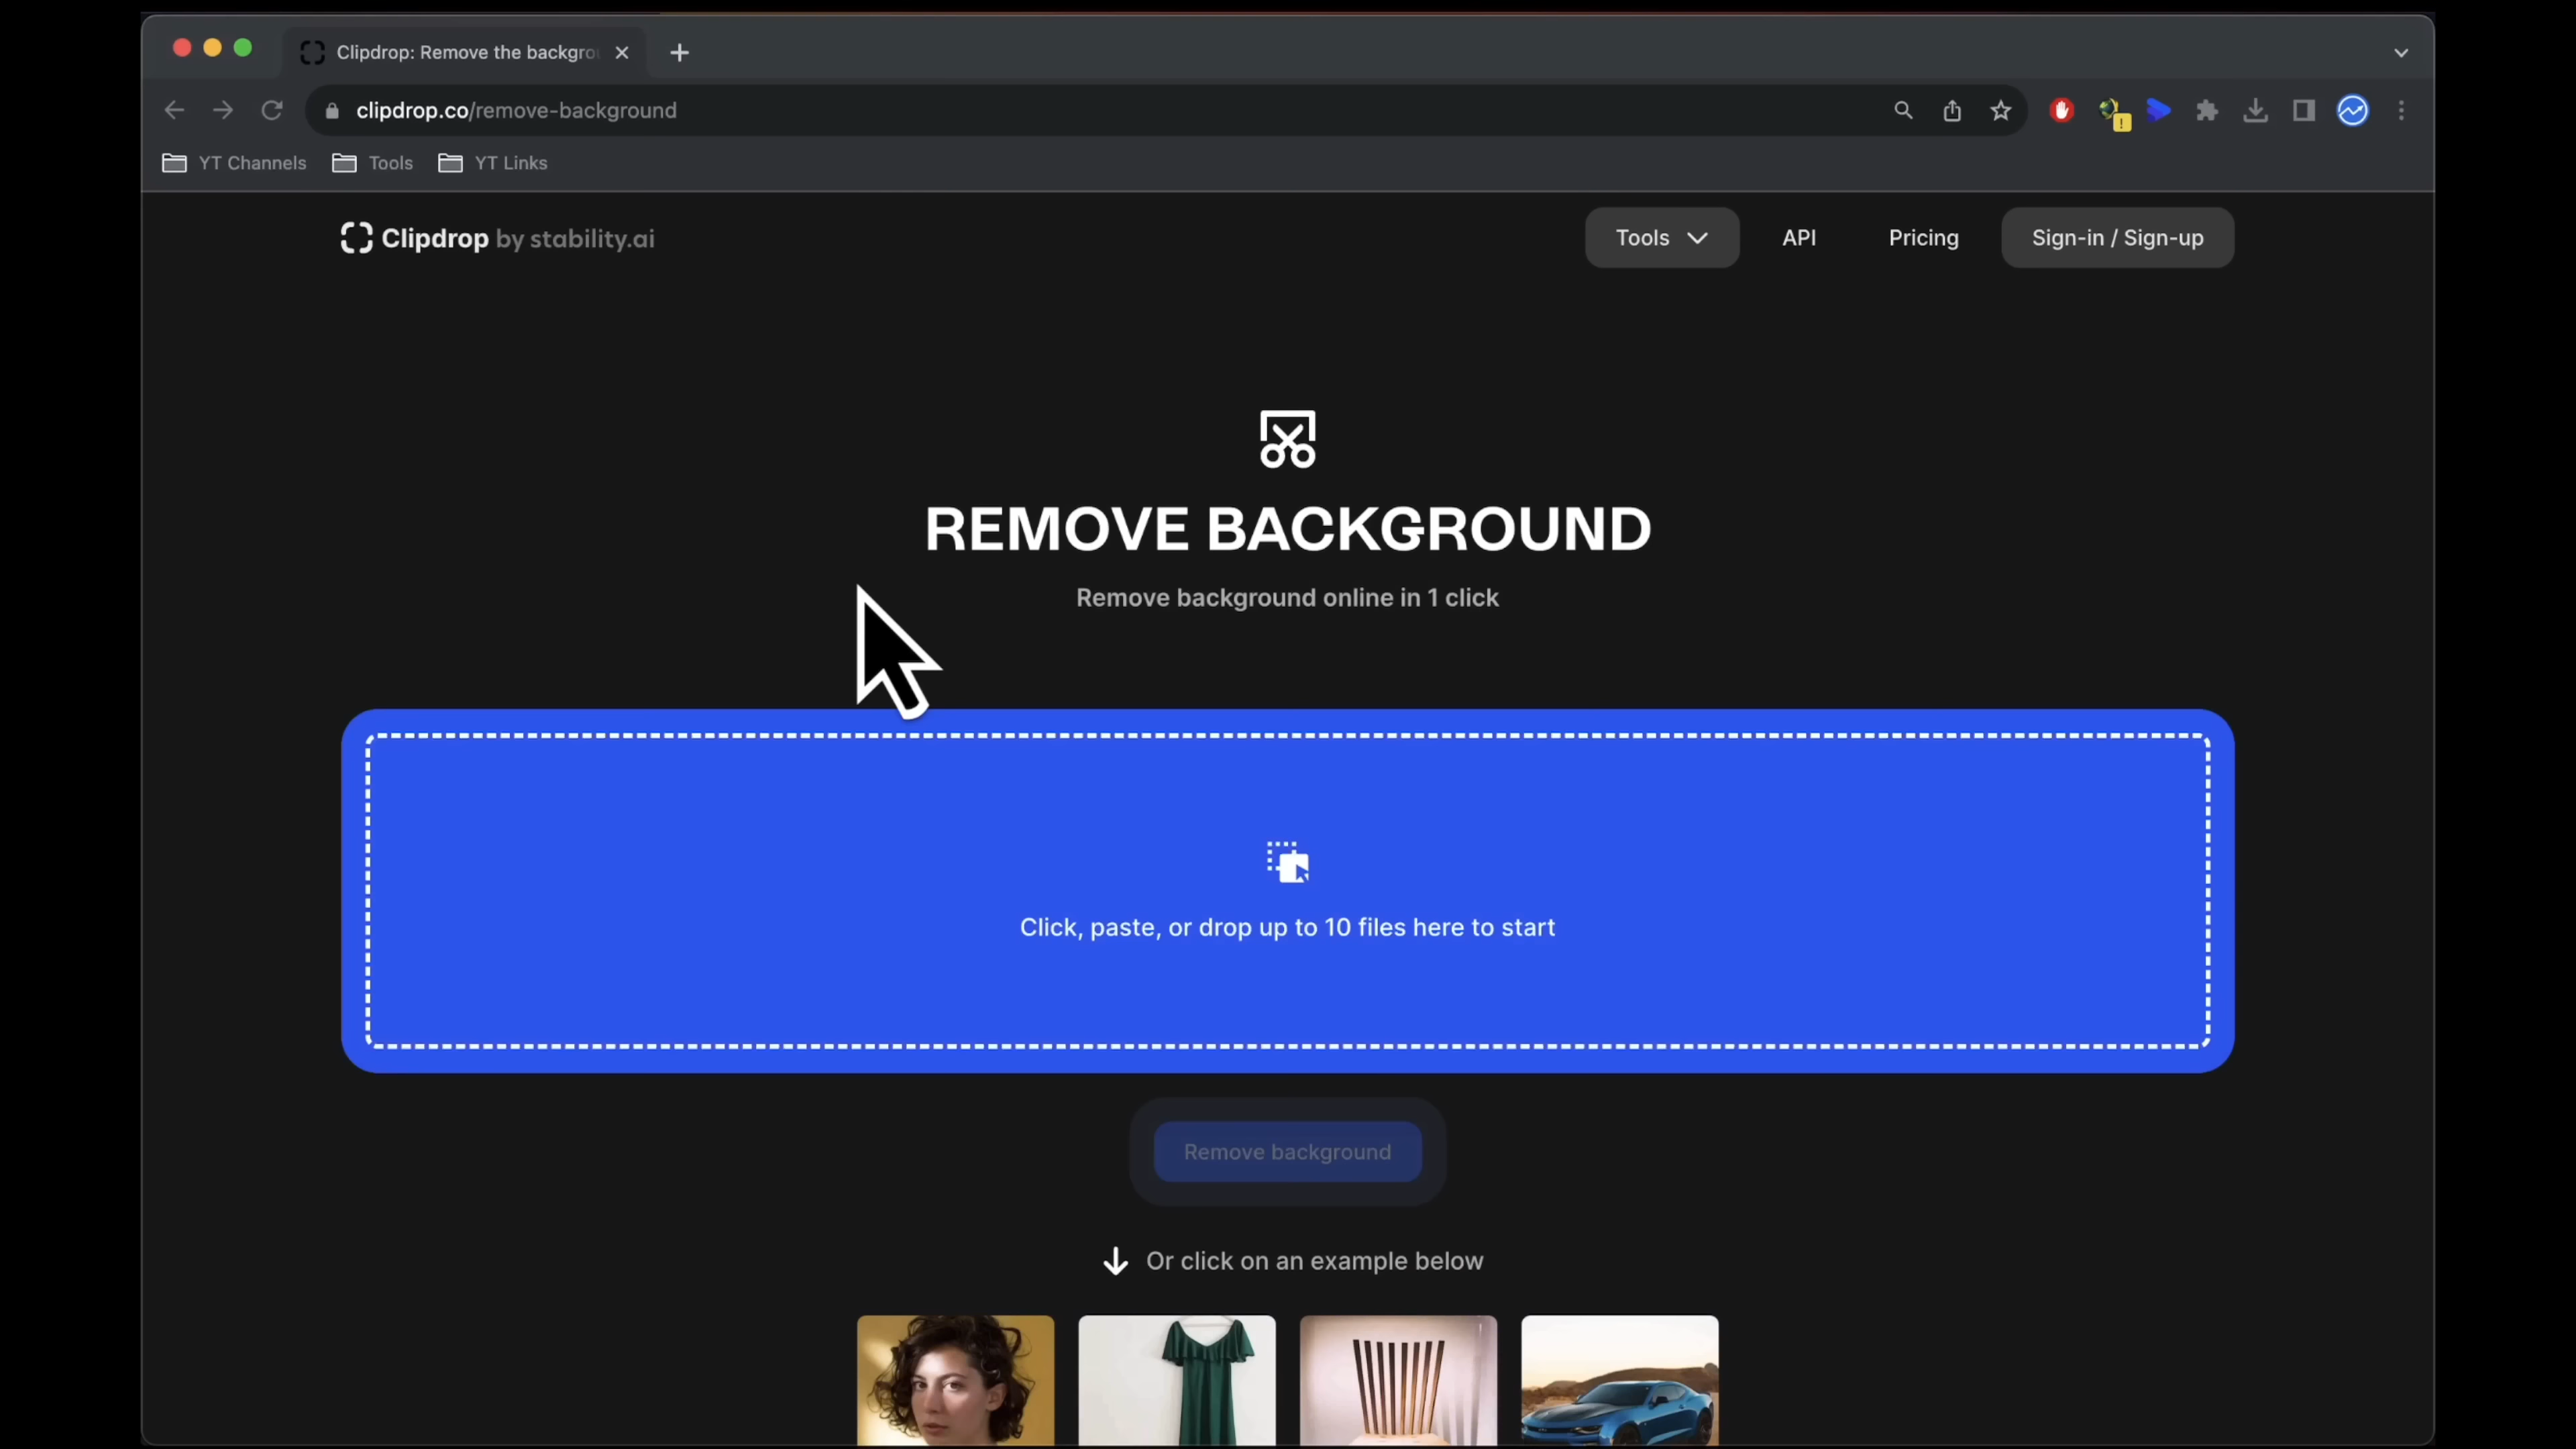 Clipdrop: Remove the backgrou
clipdrop.co/remove-background
YT Channels Tools YT Links
Clipdrop by stability.ai Tools API Pricing Sign-in / Sign-up
REMOVE BACKGROUND
Remove background online in 1 click
Click, paste, or drop up to 10 files here to start
Remove background
Or click on an example below